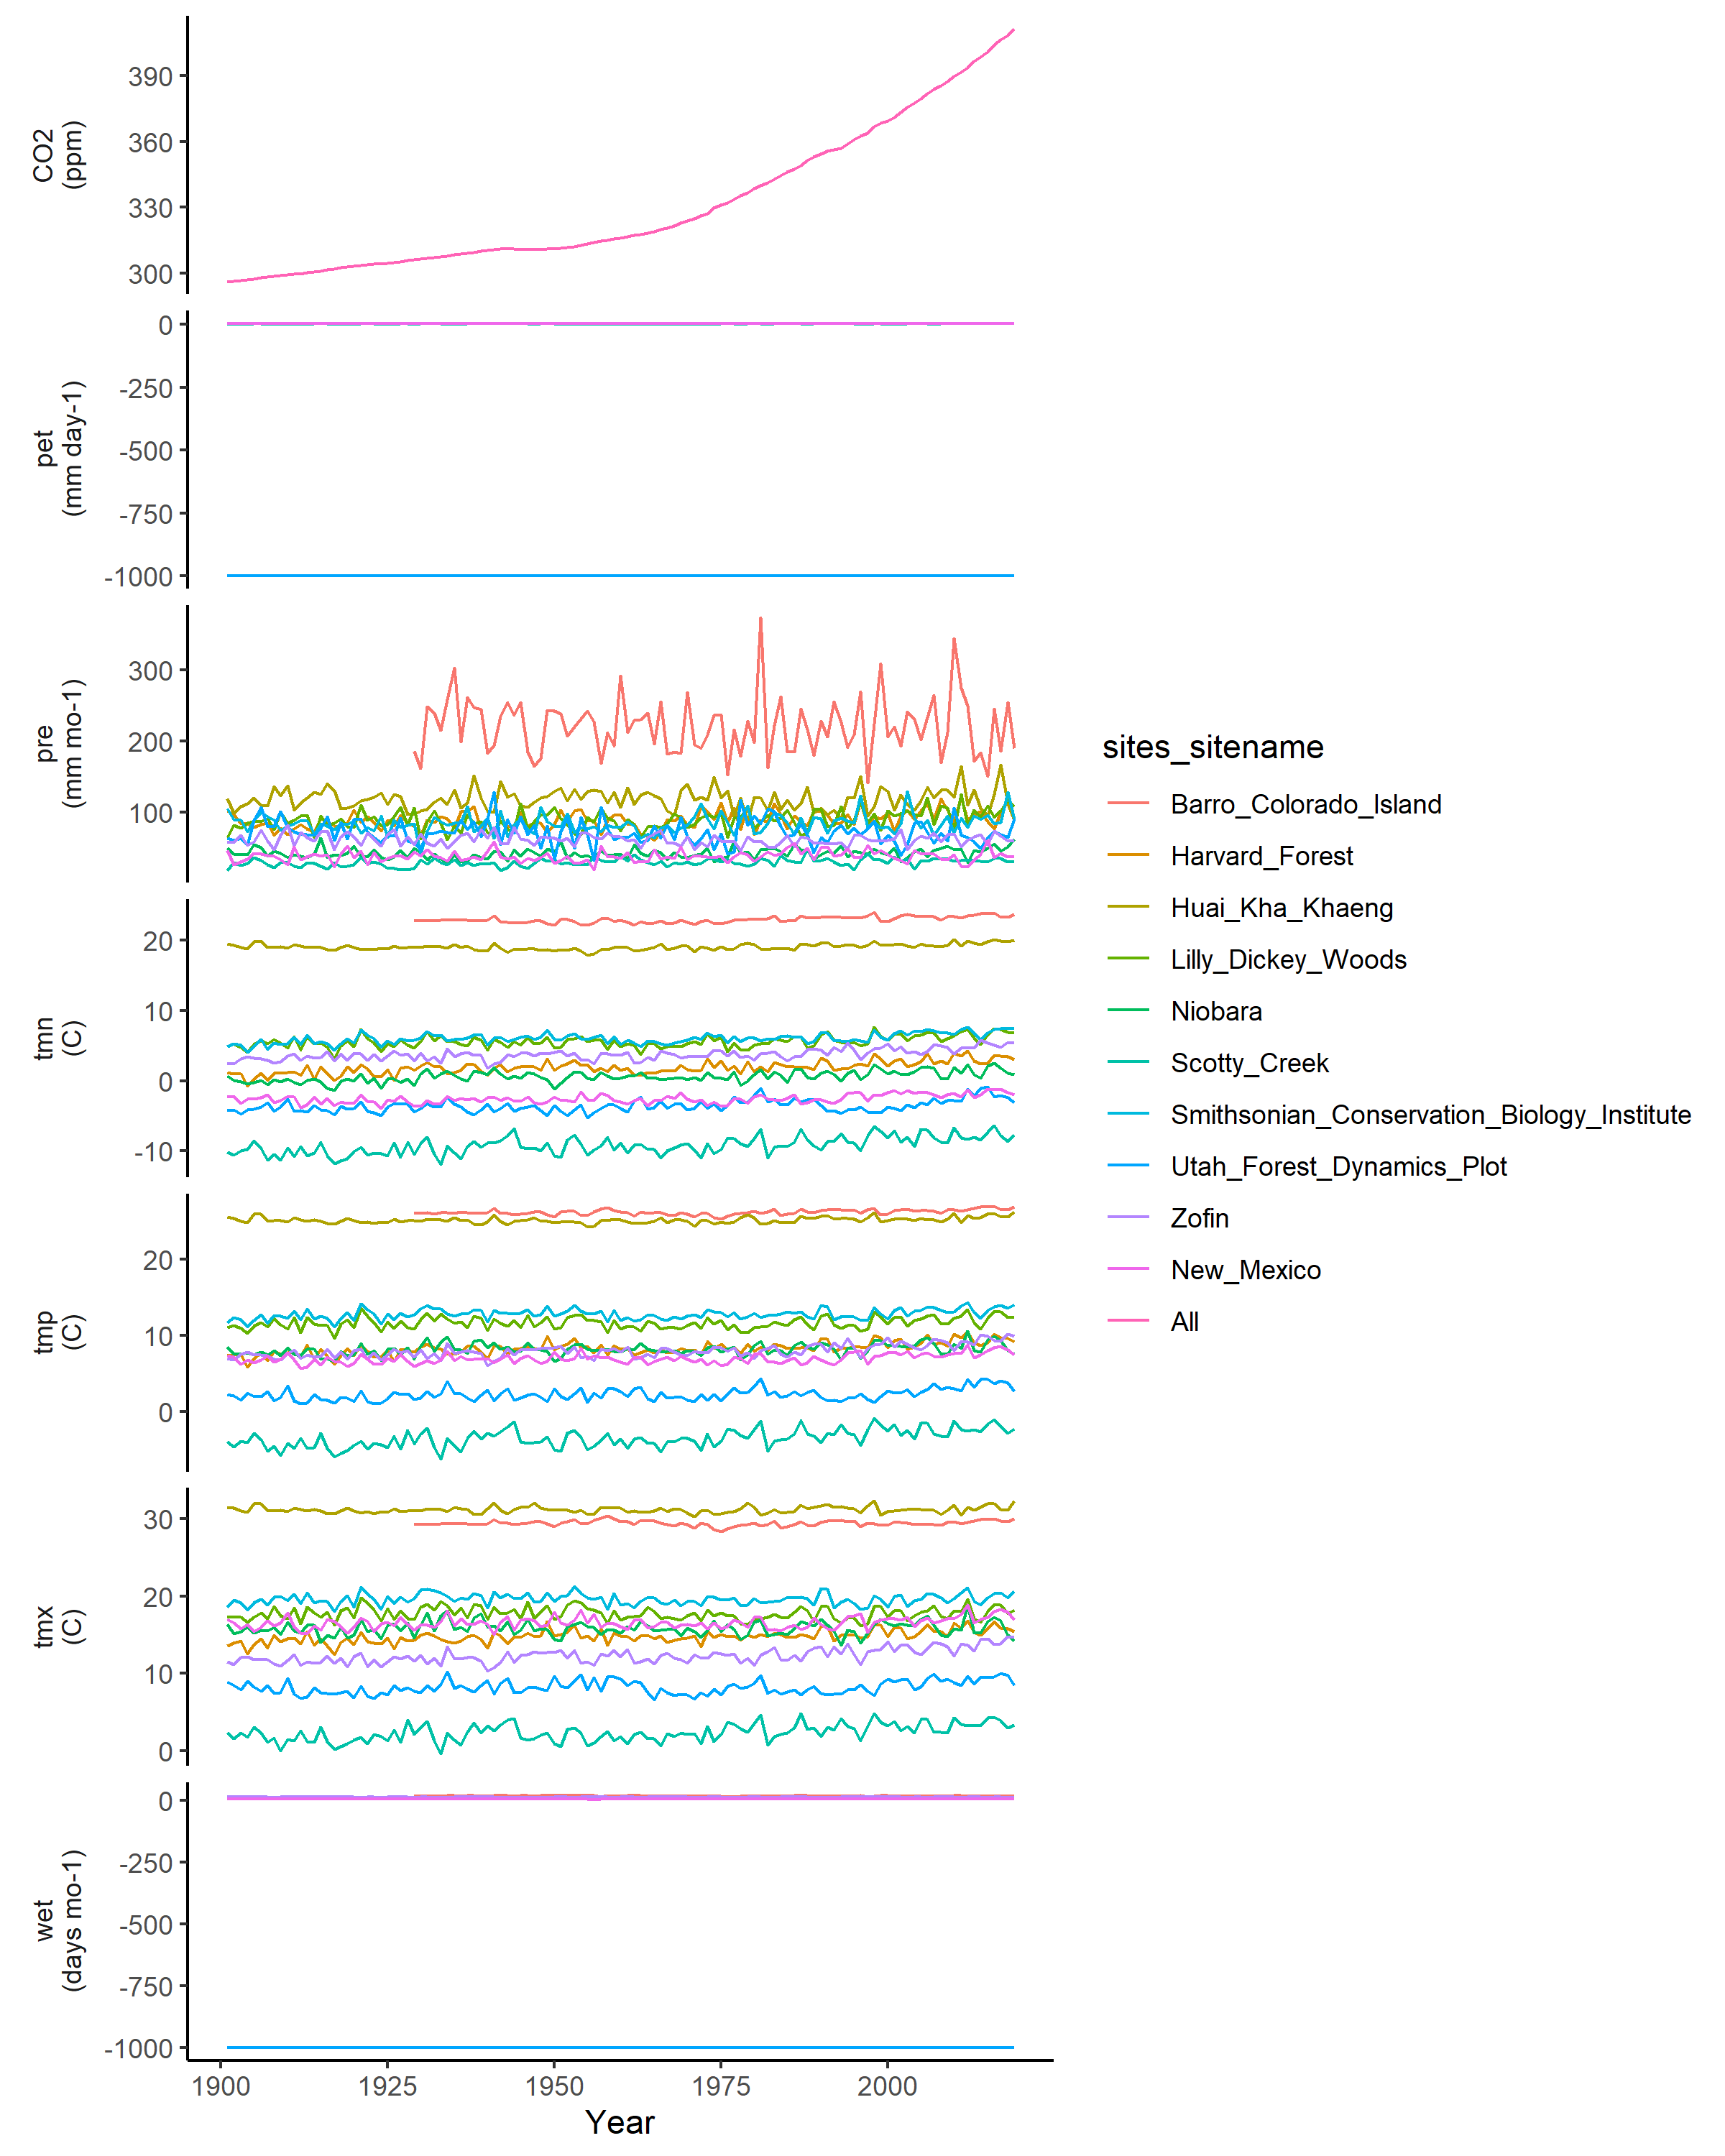 CO2
(ppm)
390
360
330
300
pet
(mm day-1)
0
-250
-500
-750
-1000
pre
(mm mo-1)
300
200
100
tmn
(C)
20
10
0
-10
tmp
(C)
20
10
0
tmx
(C)
30
20
10
0
wet
(days mo-1)
0
-250
-500
-750
-1000
1900 1925 1950 1975 2000
Year
sites_sitename
Barro_Colorado_Island
Harvard_Forest
Huai_Kha_Khaeng
Lilly_Dickey_Woods
Niobara
Scotty_Creek
Smithsonian_Conservation_Biology_Institute
Utah_Forest_Dynamics_Plot
Zofin
New_Mexico
All